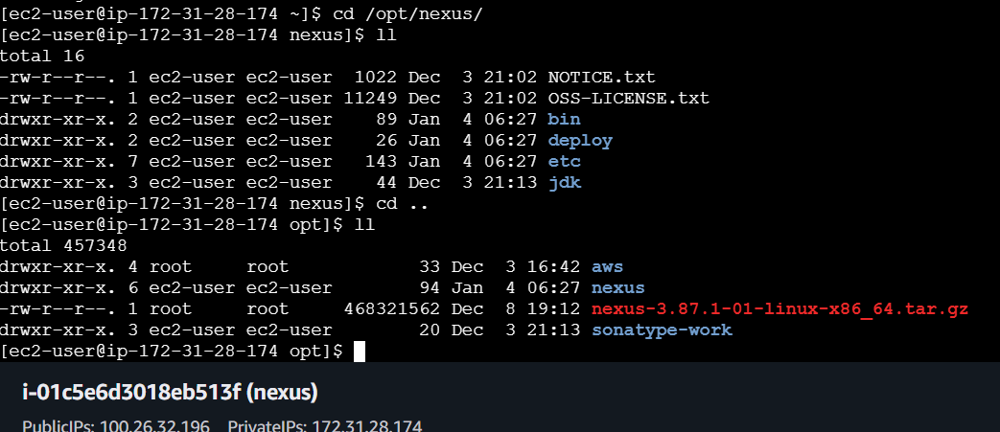 [ec2-user@ip-172-31-28-174 ~]$ cd /opt/nexus/
[ec2-user@ip-172-31-28-174 nexus]$ ll
total 16
-rw-r--r--. 1 ec2-user ec2-user  1022 Dec  3 21:02 NOTICE.txt
-rw-r--r--. 1 ec2-user ec2-user 11249 Dec  3 21:02 OSS-LICENSE.txt
drwxr-xr-x. 2 ec2-user ec2-user    89 Jan  4 06:27 bin
drwxr-xr-x. 2 ec2-user ec2-user    26 Jan  4 06:27 deploy
drwxr-xr-x. 7 ec2-user ec2-user   143 Jan  4 06:27 etc
drwxr-xr-x. 3 ec2-user ec2-user    44 Dec  3 21:13 jdk
[ec2-user@ip-172-31-28-174 nexus]$ cd ..
[ec2-user@ip-172-31-28-174 opt]$ ll
total 457348
drwxr-xr-x. 4 root     root            33 Dec  3 16:42 aws
drwxr-xr-x. 6 ec2-user ec2-user        94 Jan  4 06:27 nexus
-rw-r--r--. 1 root     root     468321562 Dec  8 19:12 nexus-3.87.1-01-linux-x86_64.tar.gz
drwxr-xr-x. 3 ec2-user ec2-user        20 Dec  3 21:13 sonatype-work
[ec2-user@ip-172-31-28-174 opt]$
i-01c5e6d3018eb513f (nexus)
PublicIPs: 100.26.32.196 PrivateIPs: 172.31.28.174